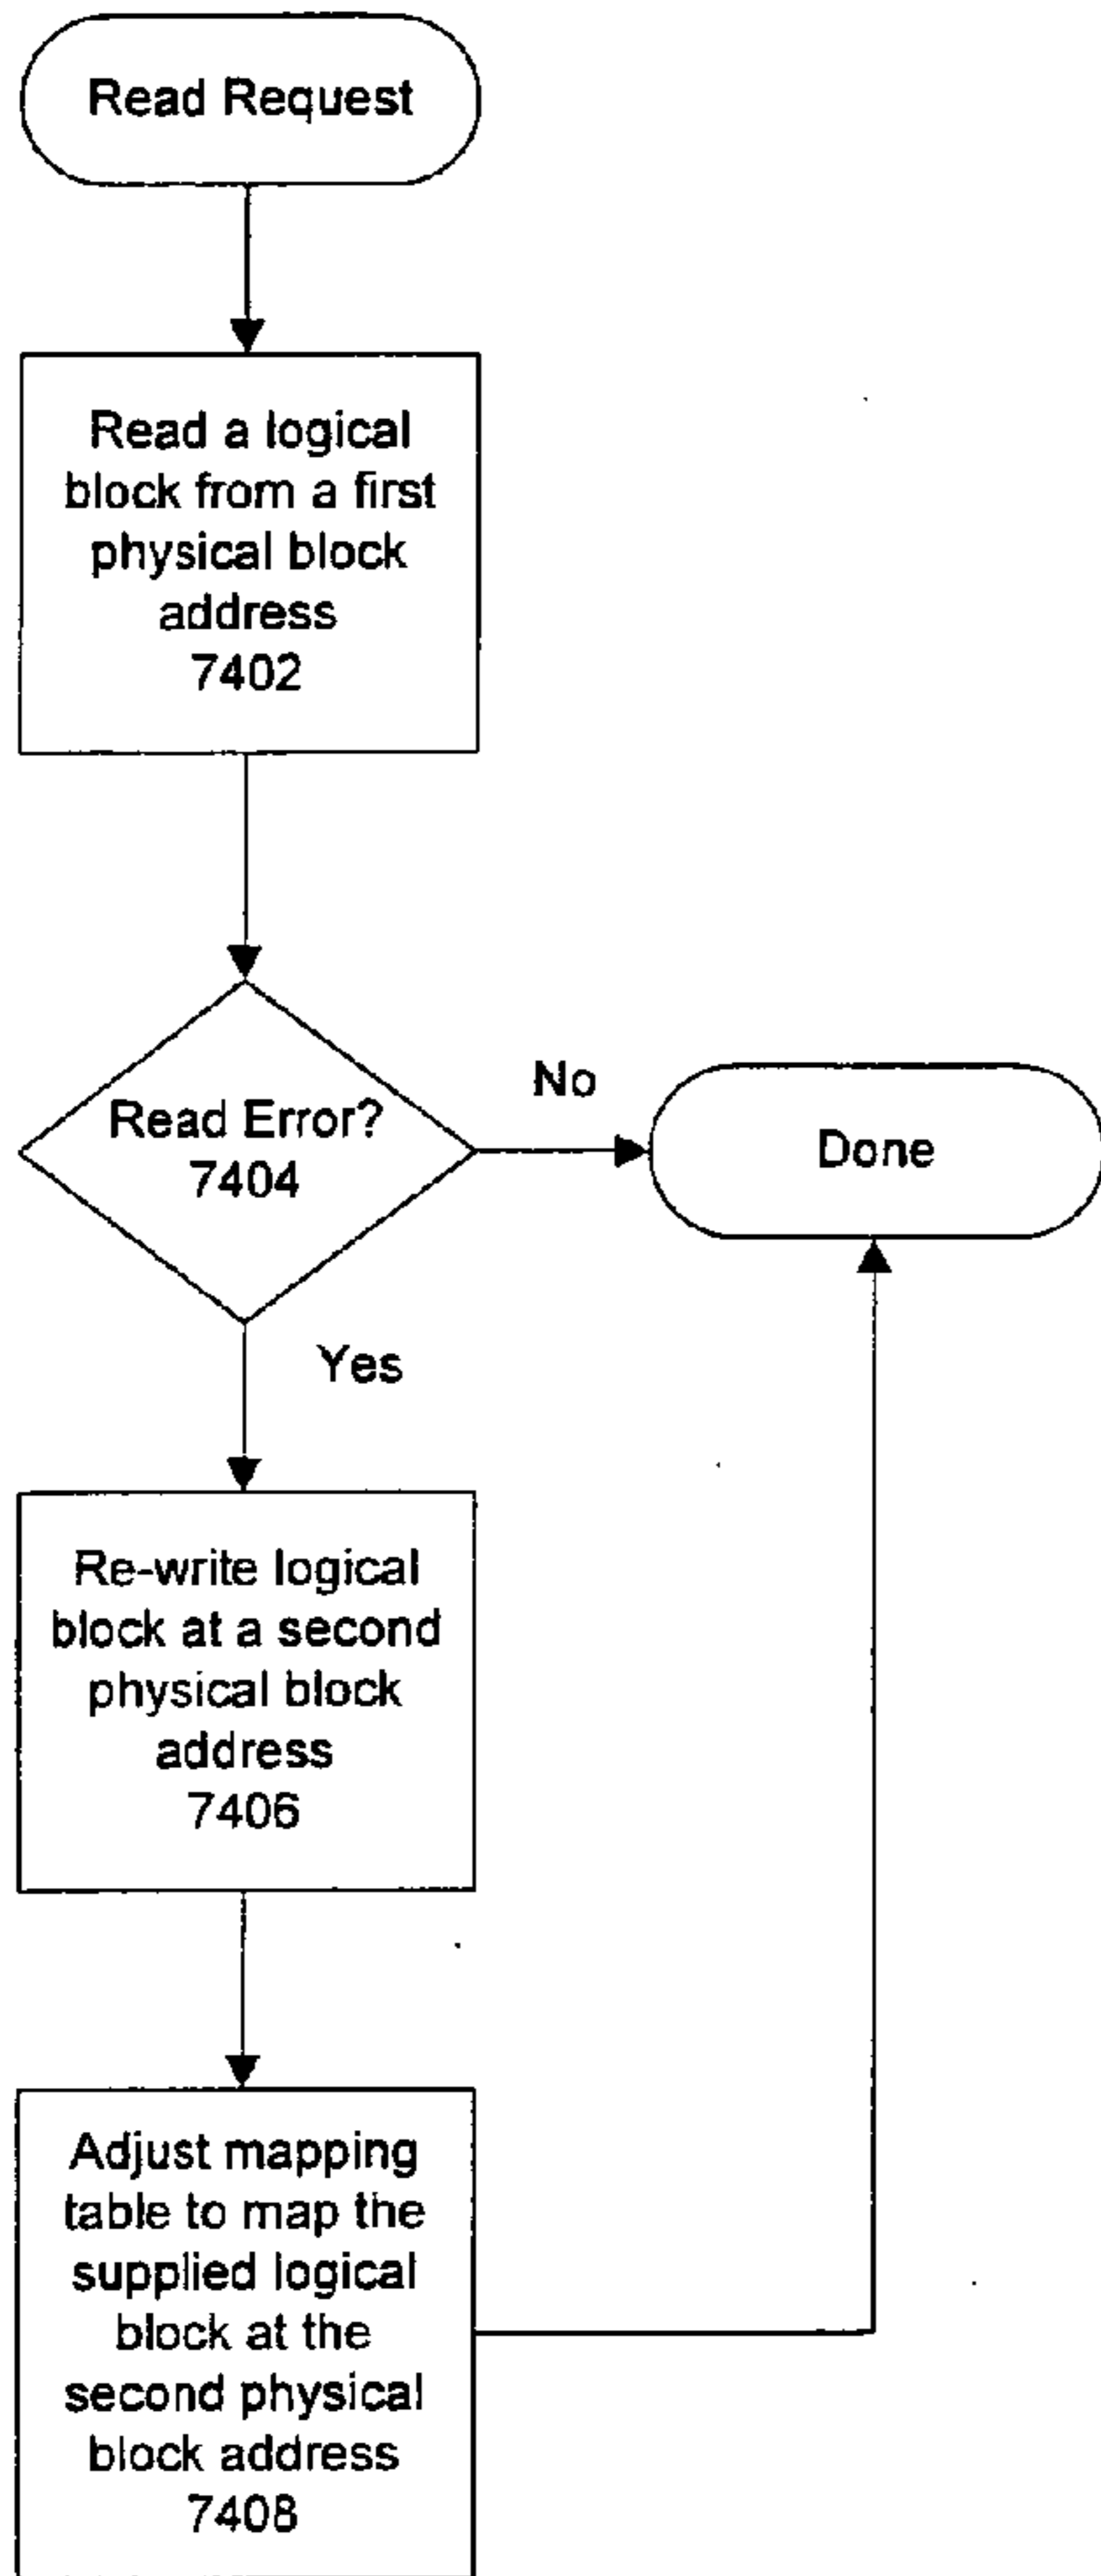 Read Request
Read a logical
block from a first
physical block
address
7402
Read Error?
7404
No
Done
Yes
Re-write logical
block at a second
physical block
address
7406
Adjust mapping
table to map the
supplied logical
block at the
second physical
block address
7408